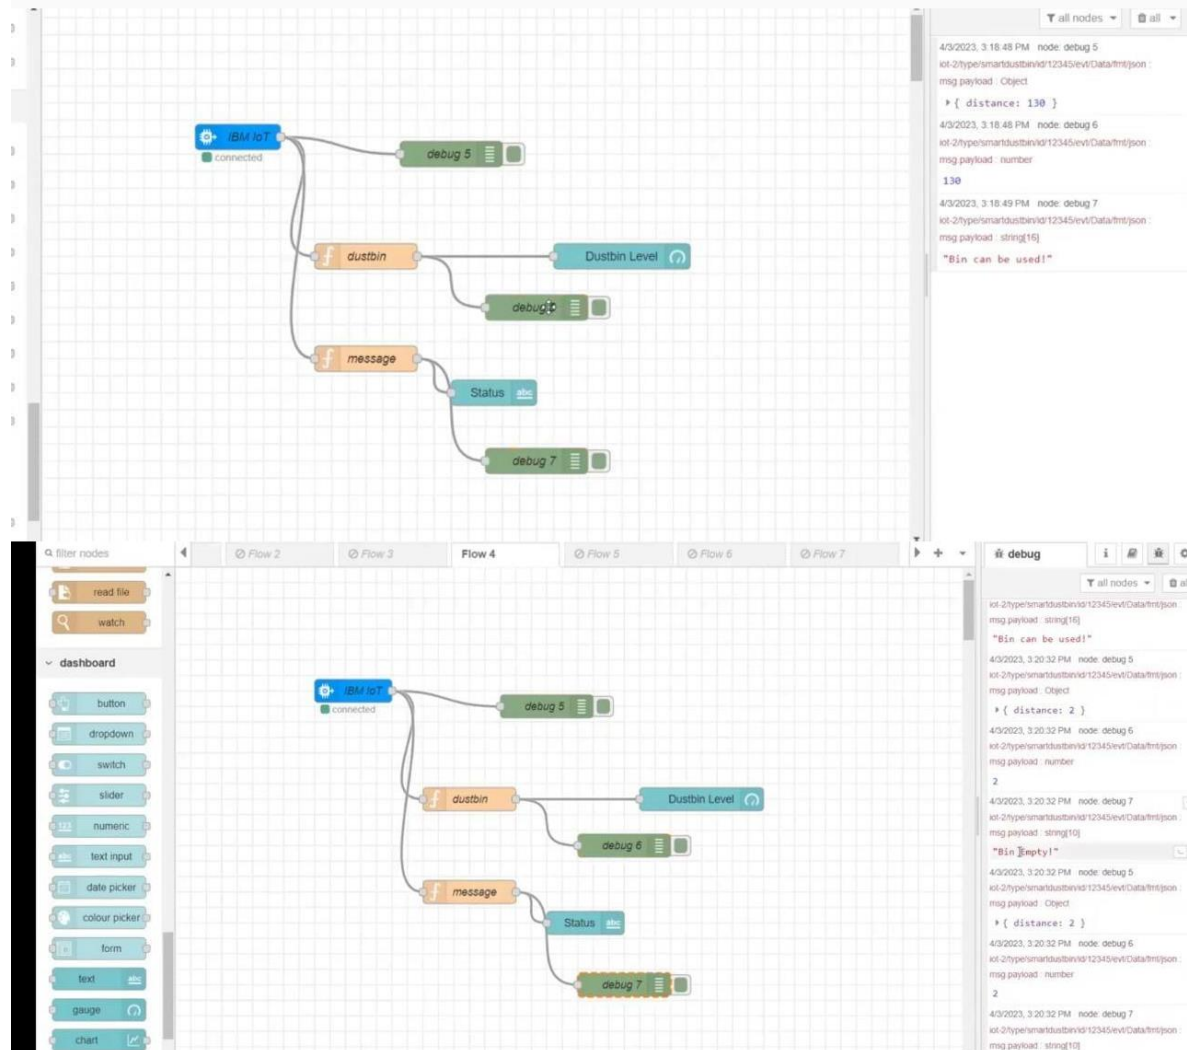 all nodes
all
4/3/2023, 3:18:48 PM node: debug 5
iot-2/type/smartdustbin/id/12345/evt/Data/fmt/json :
msg.payload : Object
{ distance: 130 }
4/3/2023, 3:18:48 PM node: debug 6
iot-2/type/smartdustbin/id/12345/evt/Data/fmt/json :
msg.payload : number
130
4/3/2023, 3:18:49 PM node: debug 7
iot-2/type/smartdustbin/id/12345/evt/Data/fmt/json :
msg.payload : string[16]
"Bin can be used!"
IBM IoT
connected
debug 5
dustbin
Dustbin Level
debug
message
Status abc
debug 7
filter nodes
Flow 2
Flow 3
Flow 4
Flow 5
Flow 6
Flow 7
debug
i
all nodes
read file
watch
dashboard
button
dropdown
switch
slider
123 numeric
abc text input
date picker
colour picker
form
text abc
gauge
chart
IBM IoT
connected
debug 5
dustbin
Dustbin Level
debug 6
message
Status abc
debug 7
iot-2/type/smartdustbin/id/12345/evt/Data/fmt/json :
msg.payload : string[16]
"Bin can be used!"
4/3/2023, 3:20:32 PM node: debug 5
iot-2/type/smartdustbin/id/12345/evt/Data/fmt/json :
msg.payload : Object
{ distance: 2 }
4/3/2023, 3:20:32 PM node: debug 6
iot-2/type/smartdustbin/id/12345/evt/Data/fmt/json :
msg.payload : number
2
4/3/2023, 3:20:32 PM node: debug 7
iot-2/type/smartdustbin/id/12345/evt/Data/fmt/json :
msg.payload : string[10]
"Bin Empty!"
4/3/2023, 3:20:32 PM node: debug 5
iot-2/type/smartdustbin/id/12345/evt/Data/fmt/json :
msg.payload : Object
{ distance: 2 }
4/3/2023, 3:20:32 PM node: debug 6
iot-2/type/smartdustbin/id/12345/evt/Data/fmt/json :
msg.payload : number
2
4/3/2023, 3:20:32 PM node: debug 7
iot-2/type/smartdustbin/id/12345/evt/Data/fmt/json :
msg.payload : string[10]